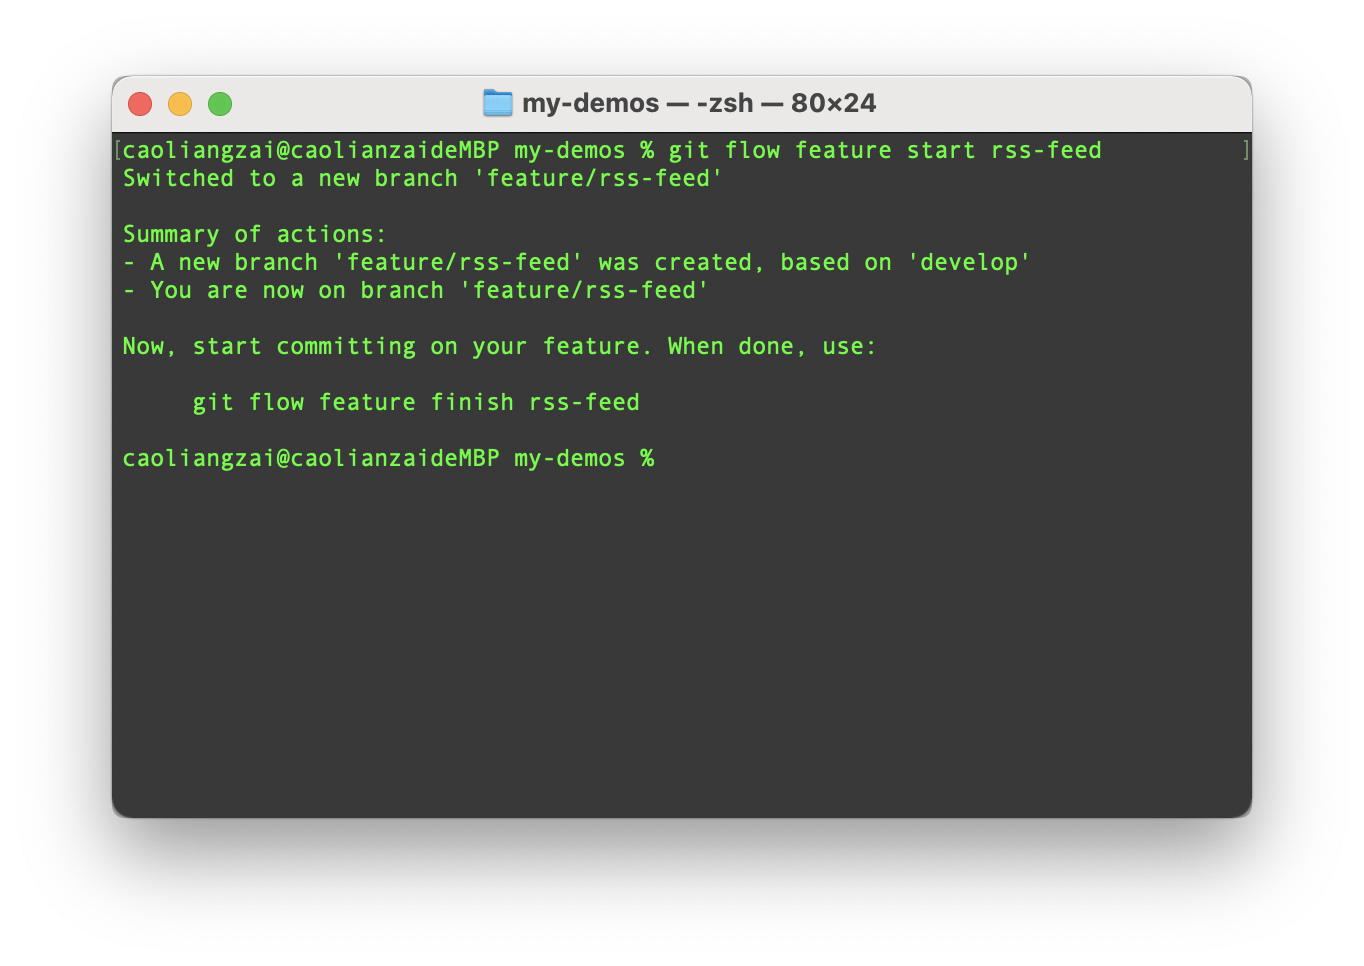 my-demos — -zsh — 80×24
[caoliangzai@caolianzaideMBP my-demos % git flow feature start rss-feed ]
Switched to a new branch 'feature/rss-feed'
Summary of actions:
- A new branch 'feature/rss-feed' was created, based on 'develop'
- You are now on branch 'feature/rss-feed'
Now, start committing on your feature. When done, use:
git flow feature finish rss-feed
caoliangzai@caolianzaideMBP my-demos %